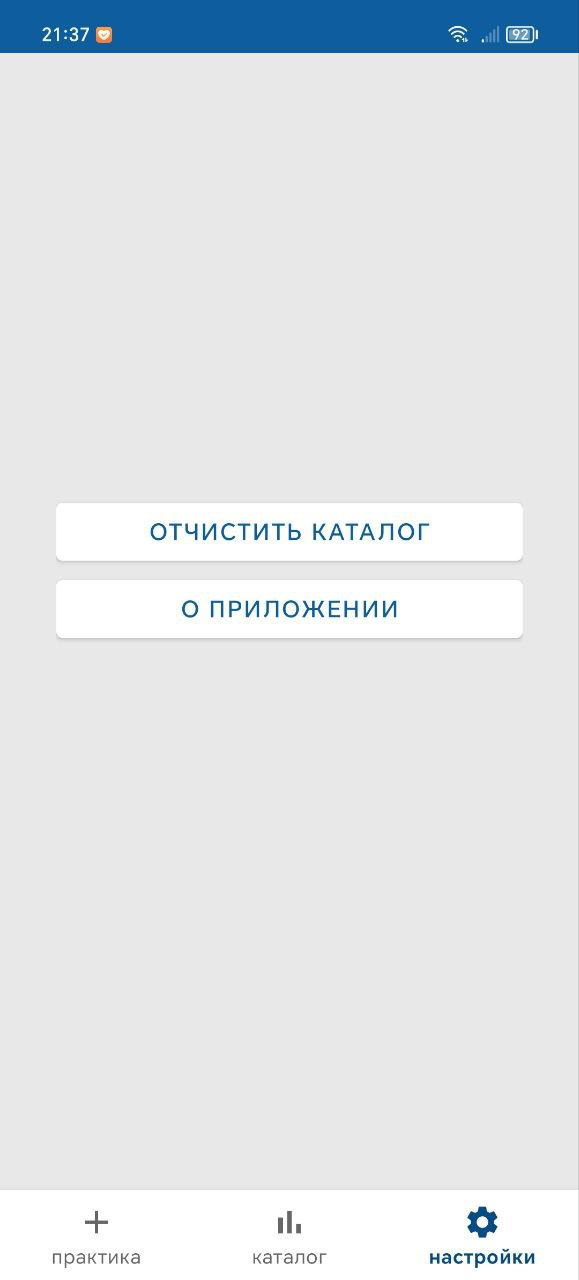 21:37
92
ОТЧИСТИТЬ КАТАЛОГ
О ПРИЛОЖЕНИИ
практика
каталог
настройки